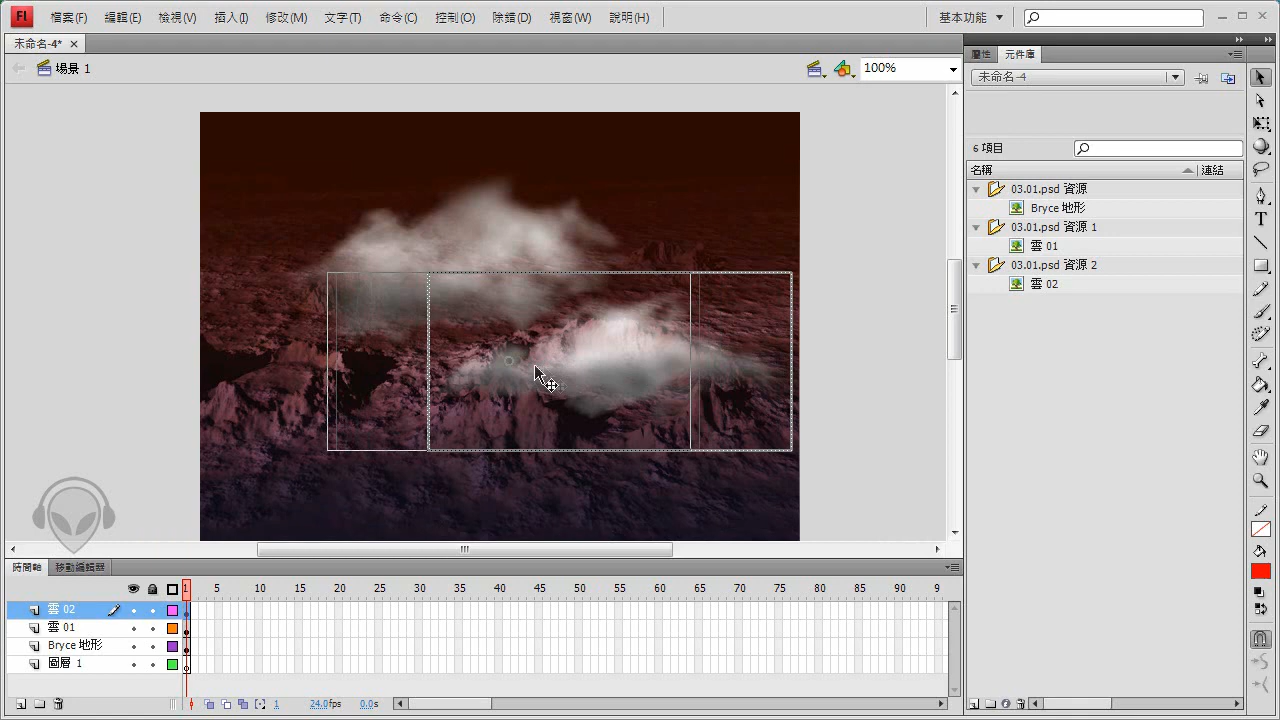 Fl 檔案(F) 編輯(E) 檢視(V) 插入(I) 修改(M) 文字(T) 命令(C) 控制(O) 除錯(D) 視窗(W) 說明(H) 基本功能
未命名-4*
場景 1 100%
屬性 元件庫
未命名-4
6 項目
名稱 連結
03.01.psd 資源
Bryce 地形
03.01.psd 資源 1
雲 01
03.01.psd 資源 2
雲 02
時間軸 移動編輯器
1 5 10 15 20 25 30 35 40 45 50 55 60 65 70 75 80 85 90 9
雲 02
雲 01
Bryce 地形
圖層 1
1 24.0fps 0.0s